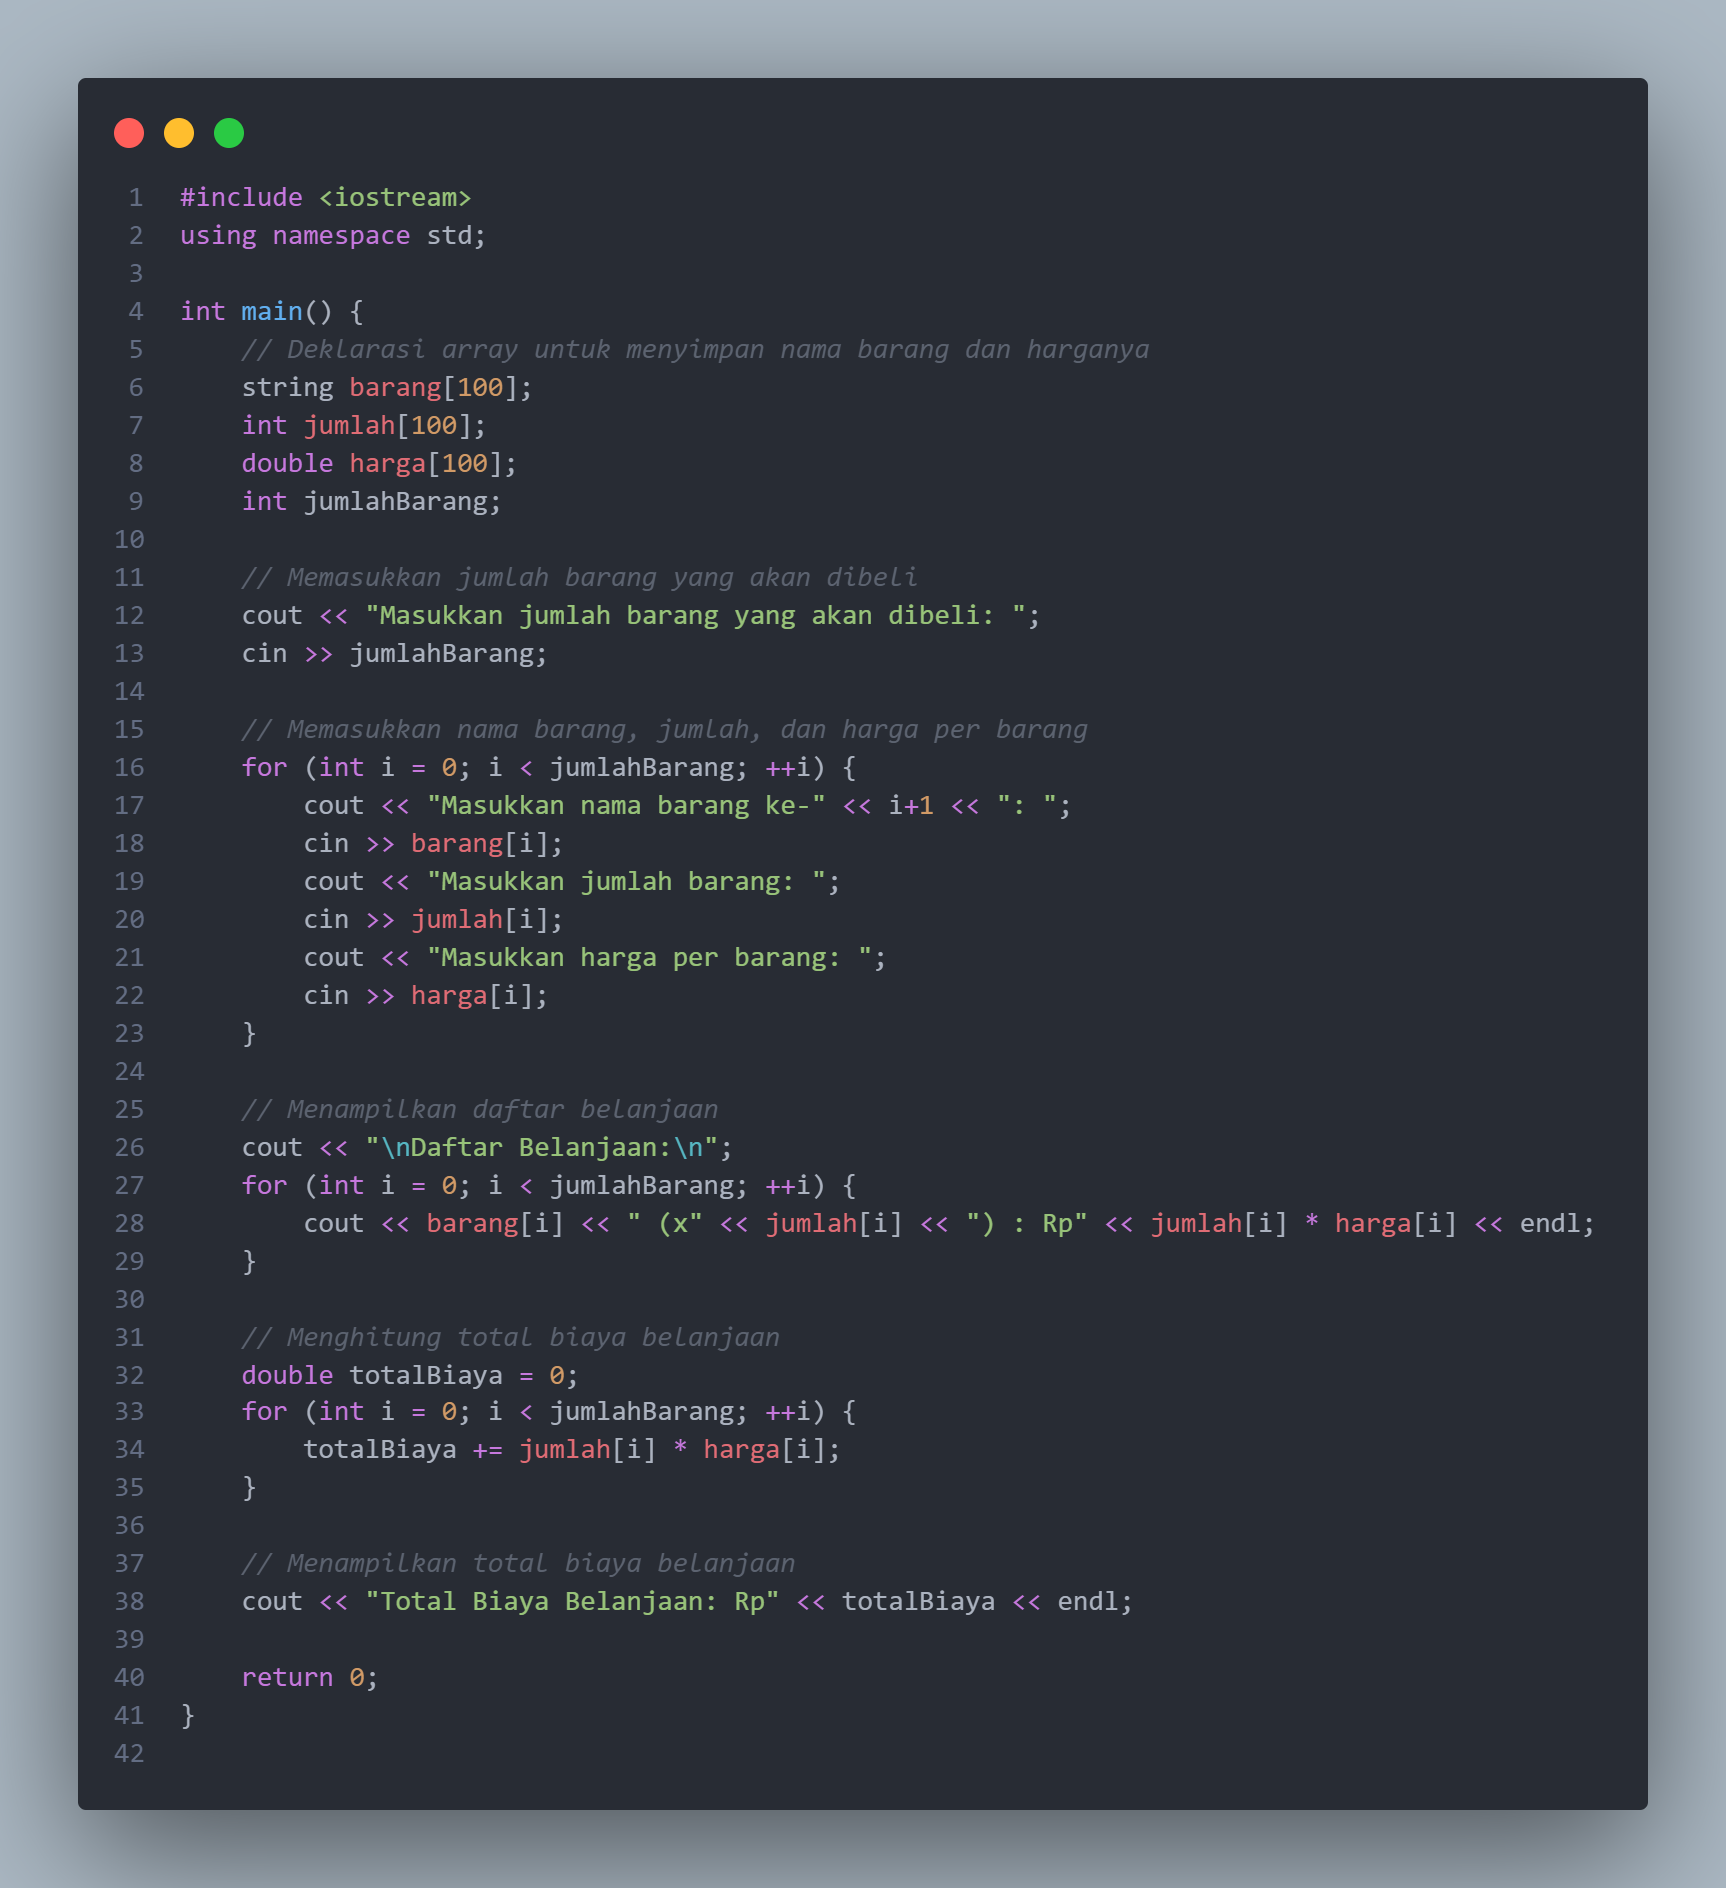 1 #include <iostream>
2 using namespace std;
3
4 int main() {
5     // Deklarasi array untuk menyimpan nama barang dan harganya
6     string barang[100];
7     int jumlah[100];
8     double harga[100];
9     int jumlahBarang;
10
11     // Memasukkan jumlah barang yang akan dibeli
12     cout << "Masukkan jumlah barang yang akan dibeli: ";
13     cin >> jumlahBarang;
14
15     // Memasukkan nama barang, jumlah, dan harga per barang
16     for (int i = 0; i < jumlahBarang; ++i) {
17         cout << "Masukkan nama barang ke-" << i+1 << ": ";
18         cin >> barang[i];
19         cout << "Masukkan jumlah barang: ";
20         cin >> jumlah[i];
21         cout << "Masukkan harga per barang: ";
22         cin >> harga[i];
23     }
24
25     // Menampilkan daftar belanjaan
26     cout << "\nDaftar Belanjaan:\n";
27     for (int i = 0; i < jumlahBarang; ++i) {
28         cout << barang[i] << " (x" << jumlah[i] << ") : Rp" << jumlah[i] * harga[i] << endl;
29     }
30
31     // Menghitung total biaya belanjaan
32     double totalBiaya = 0;
33     for (int i = 0; i < jumlahBarang; ++i) {
34         totalBiaya += jumlah[i] * harga[i];
35     }
36
37     // Menampilkan total biaya belanjaan
38     cout << "Total Biaya Belanjaan: Rp" << totalBiaya << endl;
39
40     return 0;
41 }
42